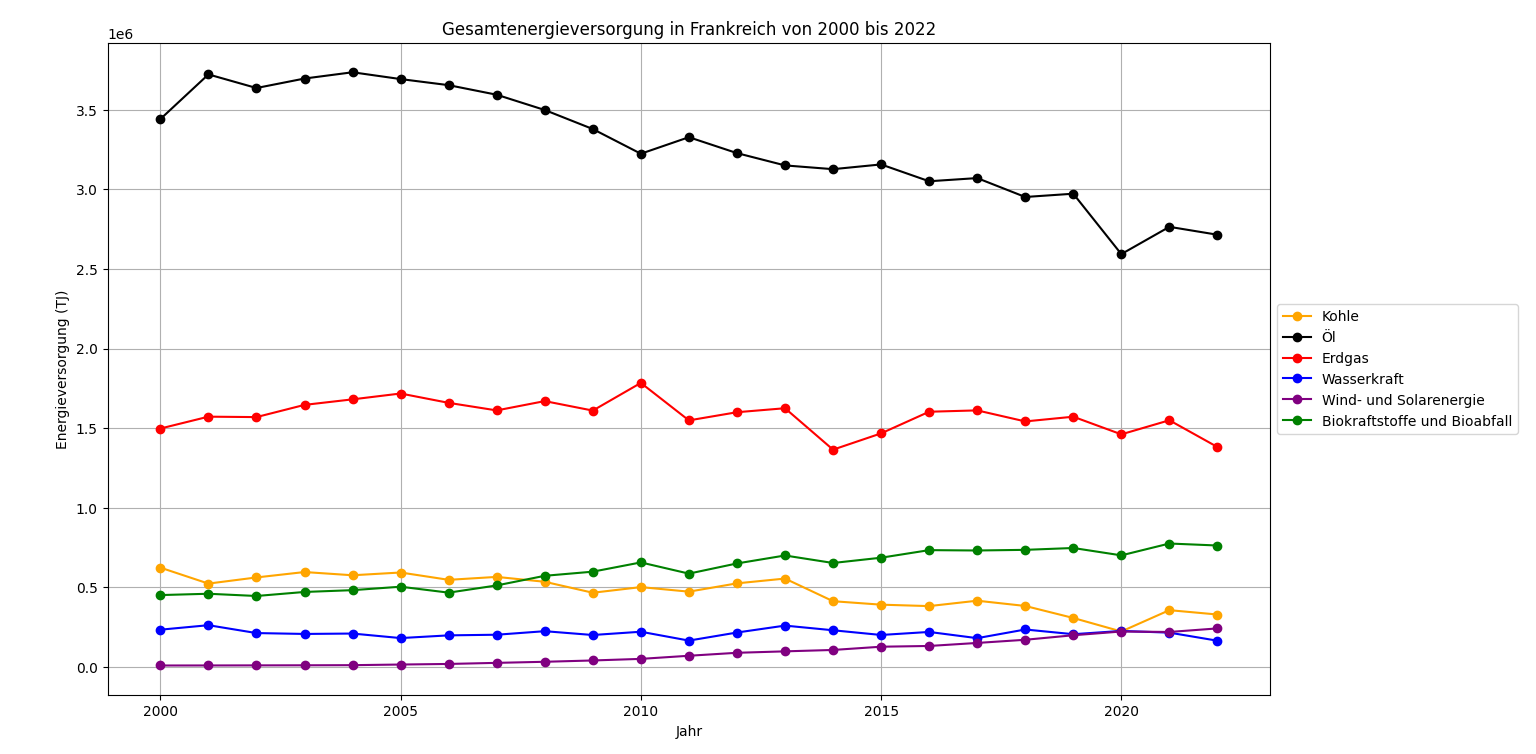 Gesamtenergieversorgung in Frankreich von 2000 bis 2022
1e6
3.5
3.0
2.5
2.0
1.5
1.0
0.5
0.0
Energieversorgung (TJ)
2000
2005
2010
2015
2020
Jahr
Kohle
Öl
Erdgas
Wasserkraft
Wind- und Solarenergie
Biokraftstoffe und Bioabfall